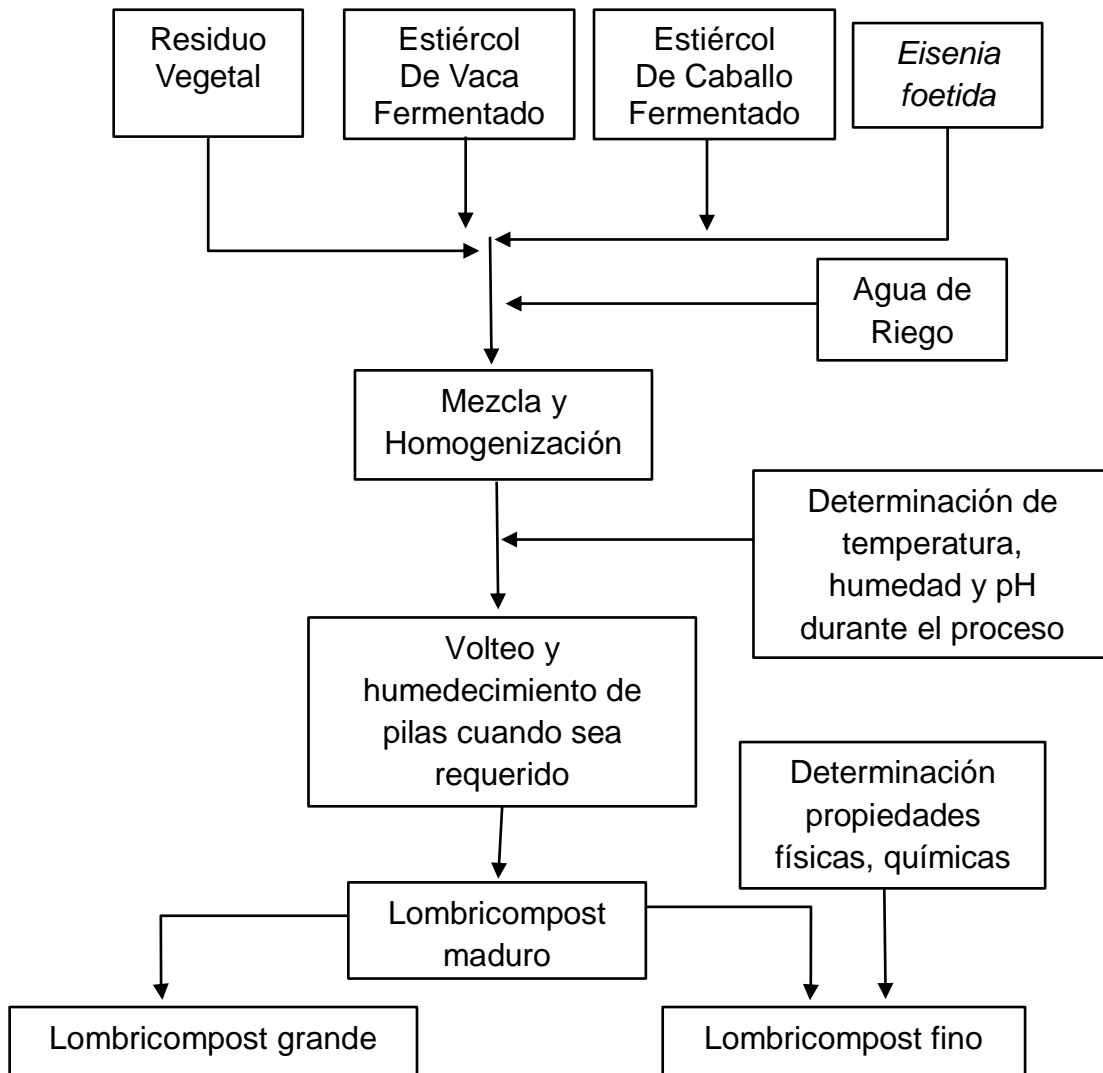 Residuo
Vegetal
Estiércol
De Vaca
Fermentado
Estiércol
De Caballo
Fermentado
Eisenia
foetida
Agua de
Riego
Mezcla y
Homogenización
Determinación de
temperatura,
humedad y pH
durante el proceso
Volteo y
humedecimiento de
pilas cuando sea
requerido
Determinación
propiedades
físicas, químicas
Lombricompost
maduro
Lombricompost grande
Lombricompost fino